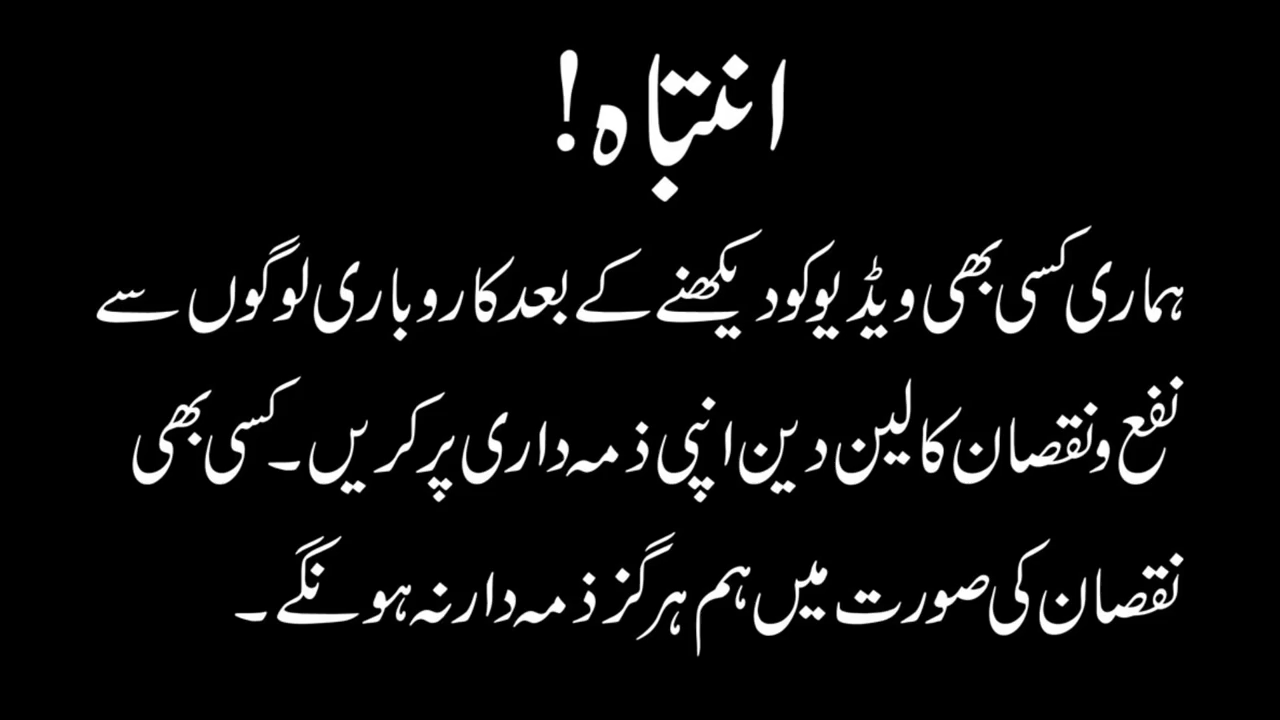 انتباہ!
ہماری کسی بھی ویڈیو کو دیکھنے کے بعد کاروباری لوگوں سے
نفع و نقصان کا لین دین اپنی ذمہ داری پر کریں۔ کسی بھی
نقصان کی صورت میں ہم ہرگز ذمہ دار نہ ہونگے۔